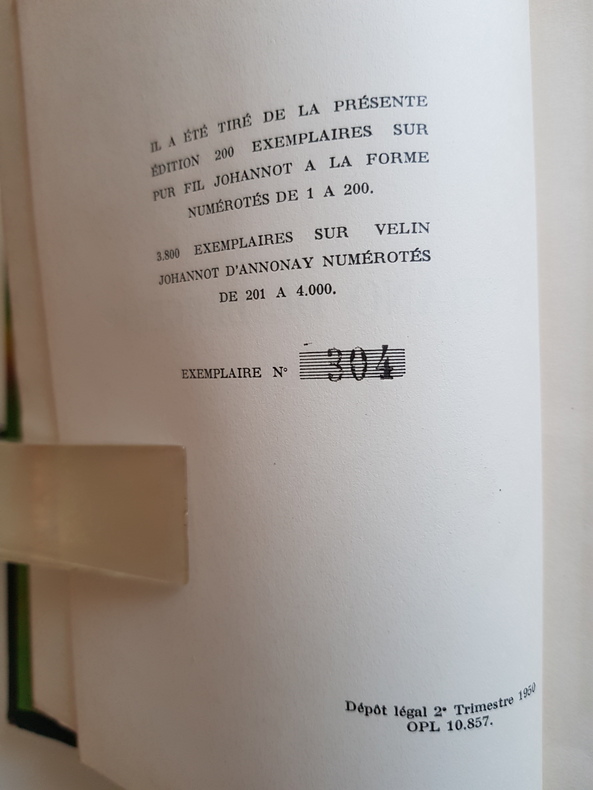 IL A ÉTÉ TIRÉ DE LA PRÉSENTE
ÉDITION 200 EXEMPLAIRES SUR
PUR FIL JOHANNOT A LA FORME
NUMÉROTÉS DE 1 A 200.
3.800 EXEMPLAIRES SUR VELIN
JOHANNOT D'ANNONAY NUMÉROTÉS
DE 201 A 4.000.
EXEMPLAIRE N° 304
Dépôt légal 2e Trimestre 1950
OPL 10.857.